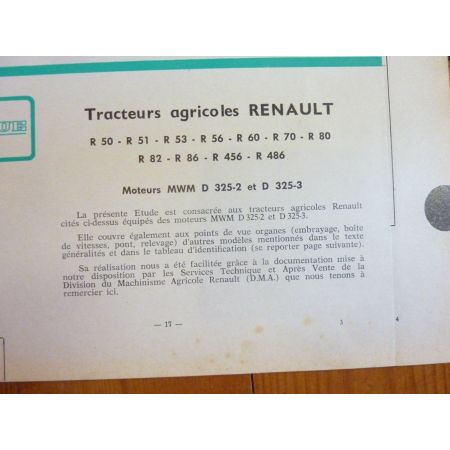 Tracteurs agricoles RENAULT
R 50 - R 51 - R 53 - R 56 - R 60 - R 70 - R 80
R 82 - R 86 - R 456 - R 486
Moteurs MWM D 325-2 et D 325-3
La présente Etude est consacrée aux tracteurs agricoles Renault
cités ci-dessus équipés des moteurs MWM D 325-2 et D 325-3.
Elle couvre également aux points de vue organes (embrayage, boîte
de vitesses, pont, relevage) d'autres modèles mentionnés dans le texte
généralités et dans le tableau d'identification (se reporter page suivante).
Sa réalisation nous a été facilitée grâce à la documentation mise à
notre disposition par les Services Technique et Après Vente de la
Division du Machinisme Agricole Renault (D.M.A.) que nous tenons à
remercier ici.
— 17 —
3
4